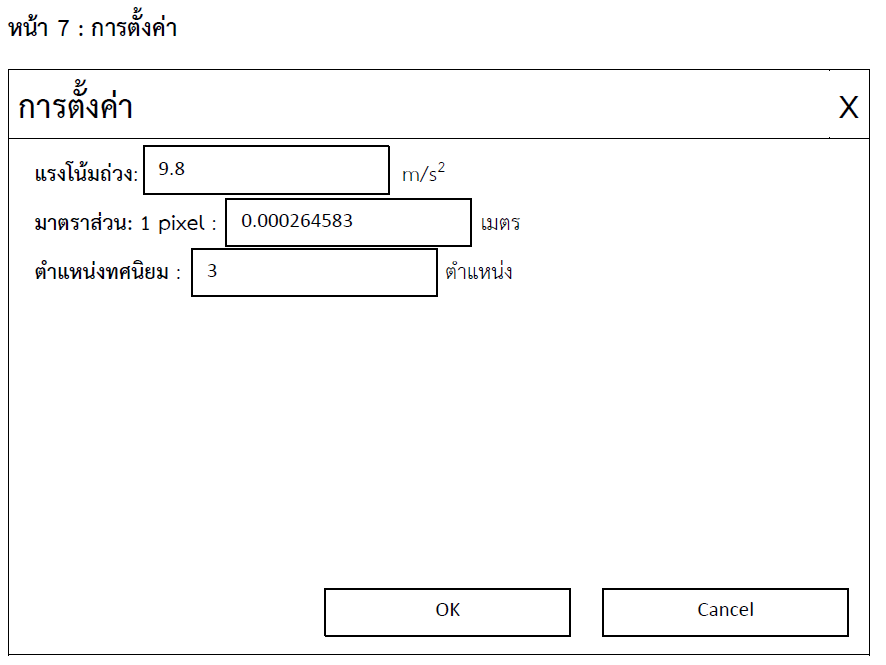 หน้า 7 : การตั้งค่า
การตั้งค่า X
แรงโน้มถ่วง: 9.8 m/s²
มาตราส่วน: 1 pixel : 0.000264583 เมตร
ตำแหน่งทศนิยม : 3 ตำแหน่ง
OK Cancel